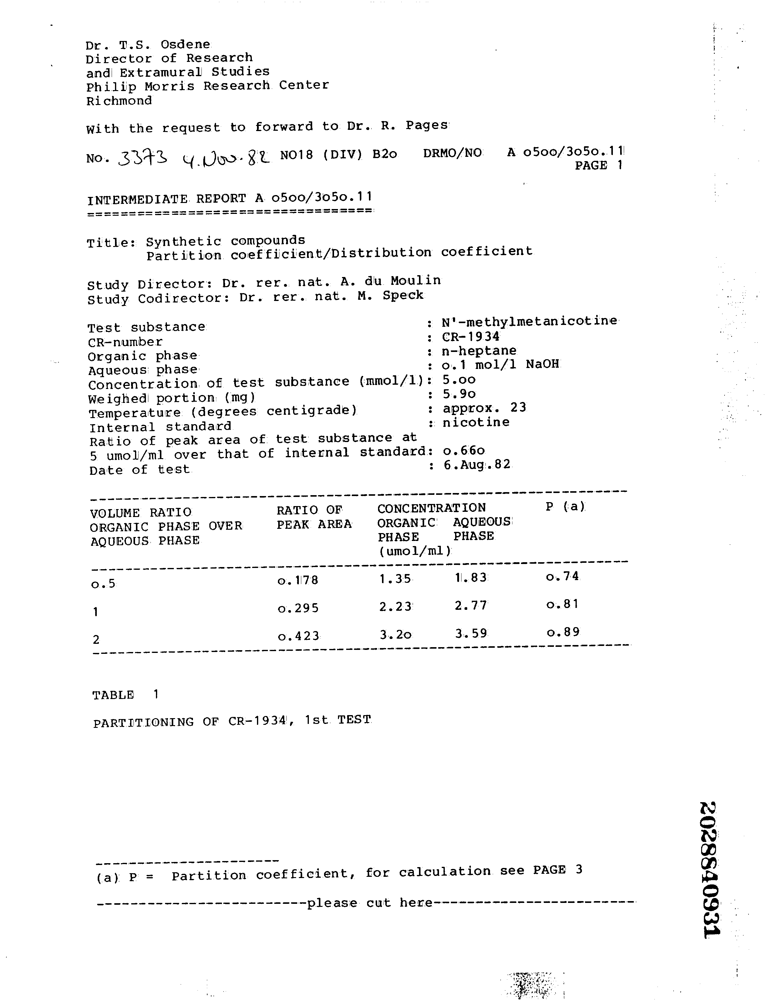 Dr. T.S. Osdene
Director of Research
and Extramural Studies
Philip Morris Research Center
Richmond
With the request to forward to Dr. R. Pages
No. 3373 4.Nov.82 NO18 (DIV) B2o DRMO/NO A o5oo/3o5o.11
PAGE 1
INTERMEDIATE REPORT A o5oo/3o5o.11
==================================
Title: Synthetic compounds
Partition coefficient/Distribution coefficient
Study Director: Dr. rer. nat. A. du Moulin
Study Codirector: Dr. rer. nat. M. Speck
Test substance : N'-methylmetanicotine
CR-number : CR-1934
Organic phase : n-heptane
Aqueous phase : o.1 mol/l NaOH
Concentration of test substance (mmol/l): 5.oo
Weighed portion (mg) : 5.9o
Temperature (degrees centigrade) : approx. 23
Internal standard : nicotine
Ratio of peak area of test substance at
5 umol/ml over that of internal standard: o.66o
Date of test : 6.Aug.82
VOLUME RATIO RATIO OF CONCENTRATION P (a)
ORGANIC PHASE OVER PEAK AREA ORGANIC AQUEOUS
AQUEOUS PHASE PHASE PHASE
(umol/ml)
o.5 o.178 1.35 1.83 o.74
1 o.295 2.23 2.77 o.81
2 o.423 3.2o 3.59 o.89
TABLE 1
PARTITIONING OF CR-1934, 1st TEST
(a) P = Partition coefficient, for calculation see PAGE 3
-------------------------please cut here------------------------
2028840931